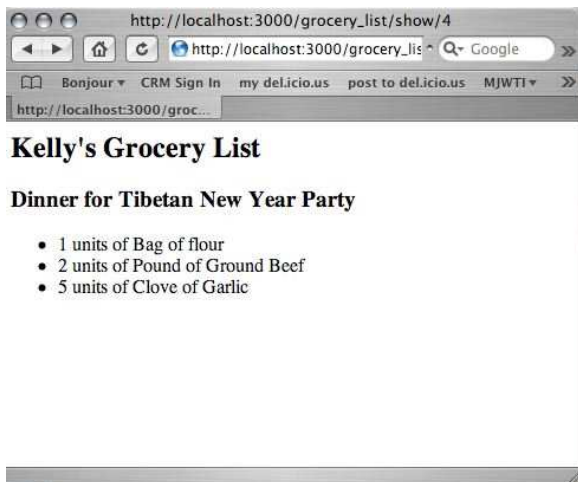 http://localhost:3000/grocery_list/show/4
http://localhost:3000/grocery_lis Google
Bonjour CRM Sign In my del.icio.us post to del.icio.us MJWTI
http://localhost:3000/groc...
Kelly's Grocery List
Dinner for Tibetan New Year Party
• 1 units of Bag of flour
• 2 units of Pound of Ground Beef
• 5 units of Clove of Garlic